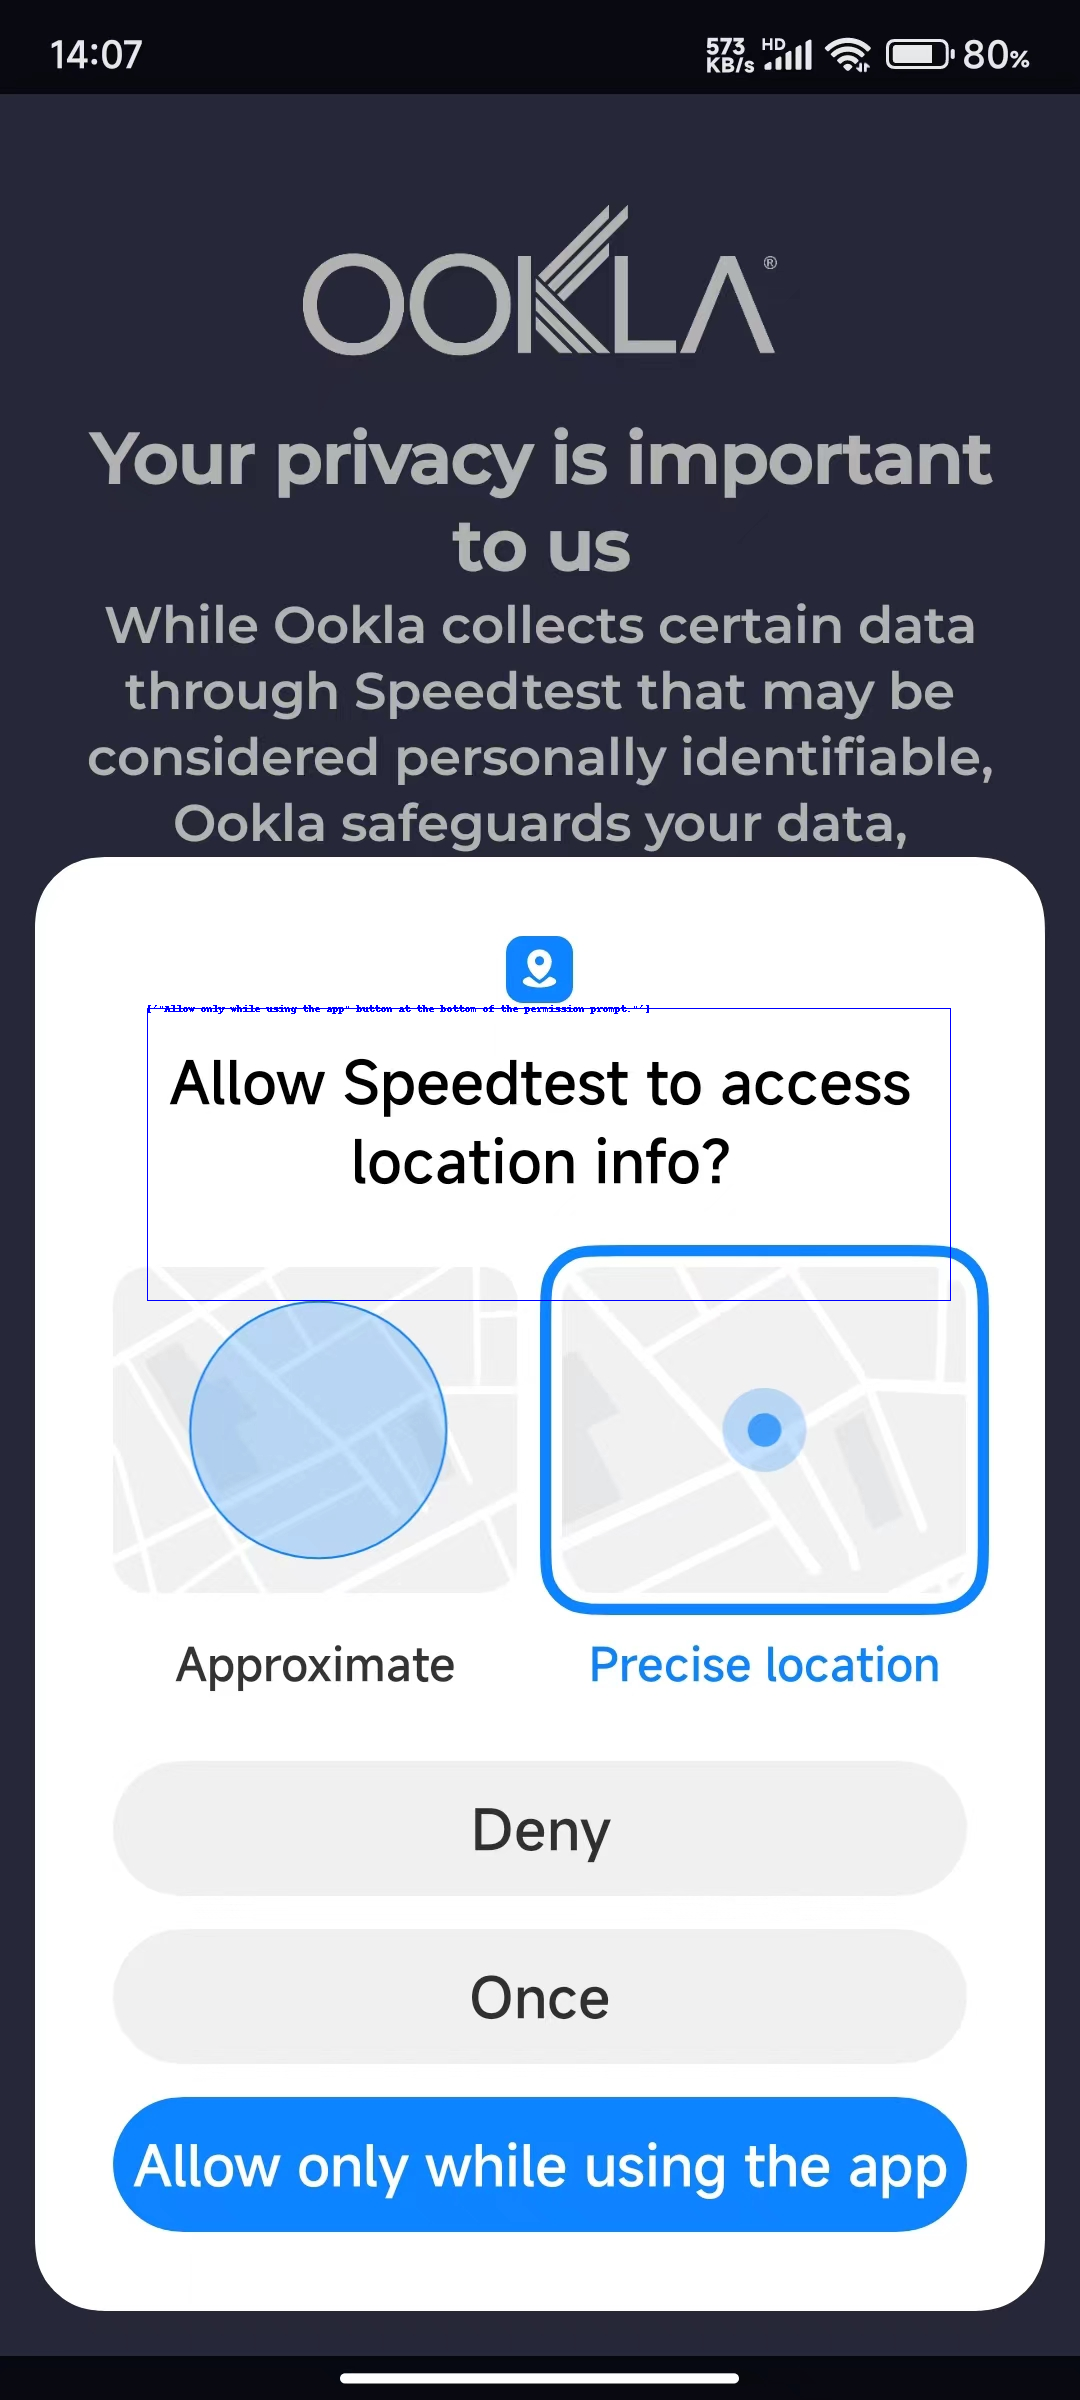 14:07
573 KB/s HD 80%
OOKLA®
Your privacy is important
to us
While Ookla collects certain data
through Speedtest that may be
considered personally identifiable,
Ookla safeguards your data,
['"Allow only while using the app" button at the bottom of the permission prompt."']
Allow Speedtest to access
location info?
Approximate
Precise location
Deny
Once
Allow only while using the app